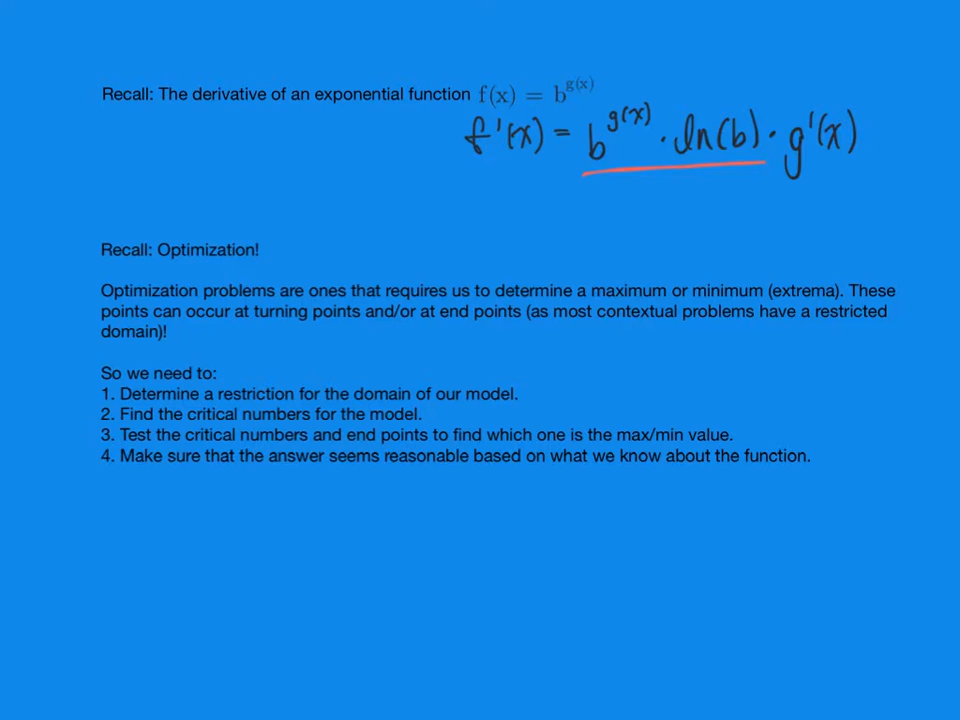 Recall: The derivative of an exponential function f(x) = b^g(x)
f'(x) = b^g(x) · ln(b) · g'(x)
Recall: Optimization!
Optimization problems are ones that requires us to determine a maximum or minimum (extrema). These
points can occur at turning points and/or at end points (as most contextual problems have a restricted
domain)!
So we need to:
1. Determine a restriction for the domain of our model.
2. Find the critical numbers for the model.
3. Test the critical numbers and end points to find which one is the max/min value.
4. Make sure that the answer seems reasonable based on what we know about the function.